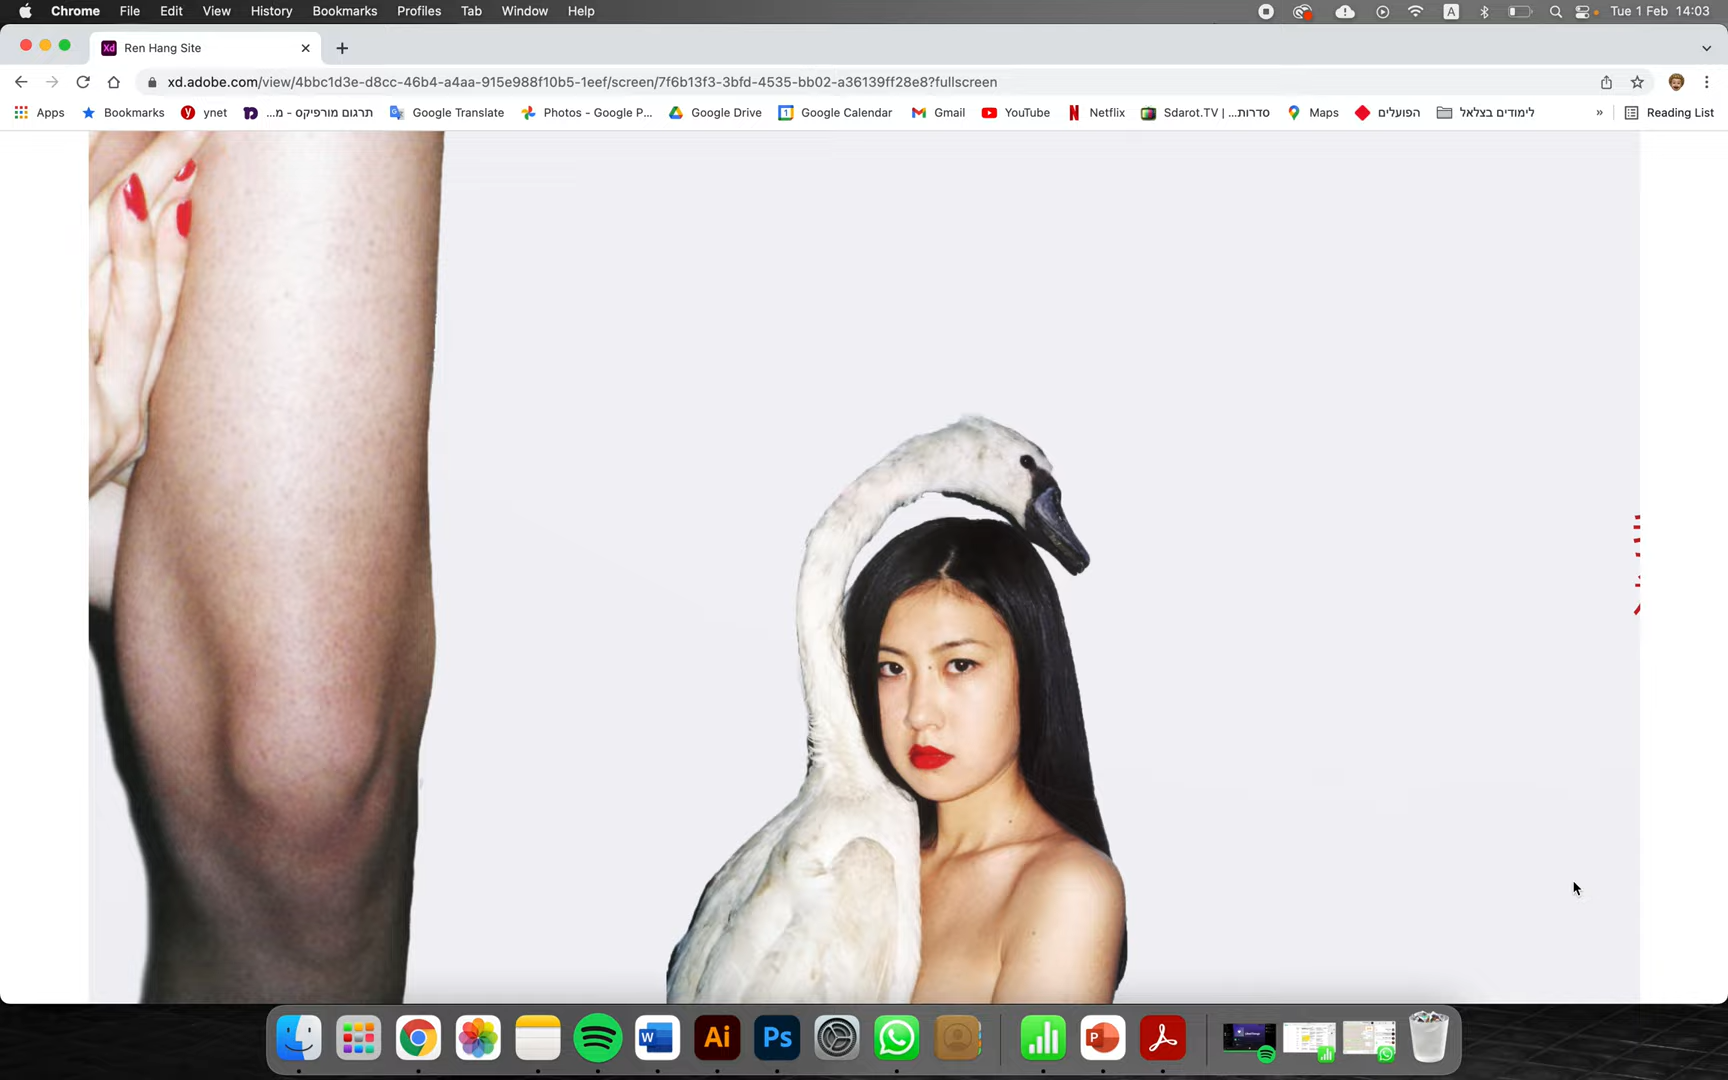 Chrome File Edit View History Bookmarks Profiles Tab Window Help A Tue 1 Feb 14:03
Xd Ren Hang Site
xd.adobe.com/view/4bbc1d3e-d8cc-46b4-a4aa-915e988f10b5-1eef/screen/7f6b13f3-3bfd-4535-bb02-a36139ff28e8?fullscreen
Apps Bookmarks ynet תרגום מורפיקס - מ... Google Translate Photos - Google P... Google Drive Google Calendar Gmail YouTube Netflix Sdarot.TV | סדרות... Maps הפועלים לימודים בצלאל » Reading List
W Ai Ps P